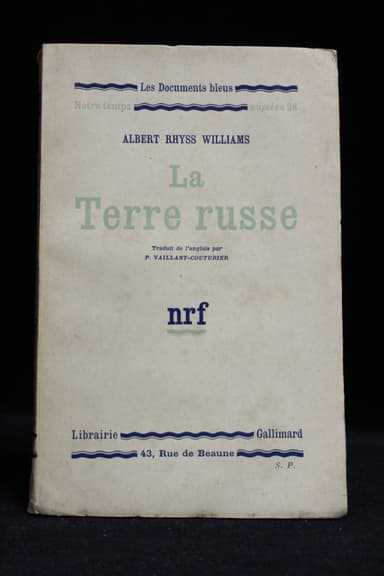 Les Documents bleus
Notre temps numéro 28
ALBERT RHYSS WILLIAMS
La
Terre russe
Traduit de l'anglais par
P. VAILLANT-COUTURIER
nrf
Librairie Gallimard
43, Rue de Beaune
S. P.